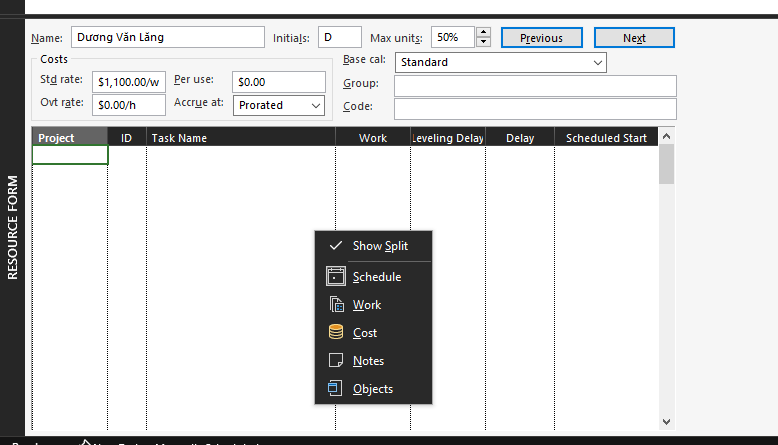 Name: Dương Văn Lăng Initials: D Max units: 50% Previous Next
Costs
Base cal: Standard
Std rate: $1,100.00/w Per use: $0.00
Group:
Ovt rate: $0.00/h Accrue at: Prorated
Code:
Project ID Task Name Work Leveling Delay Delay Scheduled Start
RESOURCE FORM
Show Split
Schedule
Work
Cost
Notes
Objects